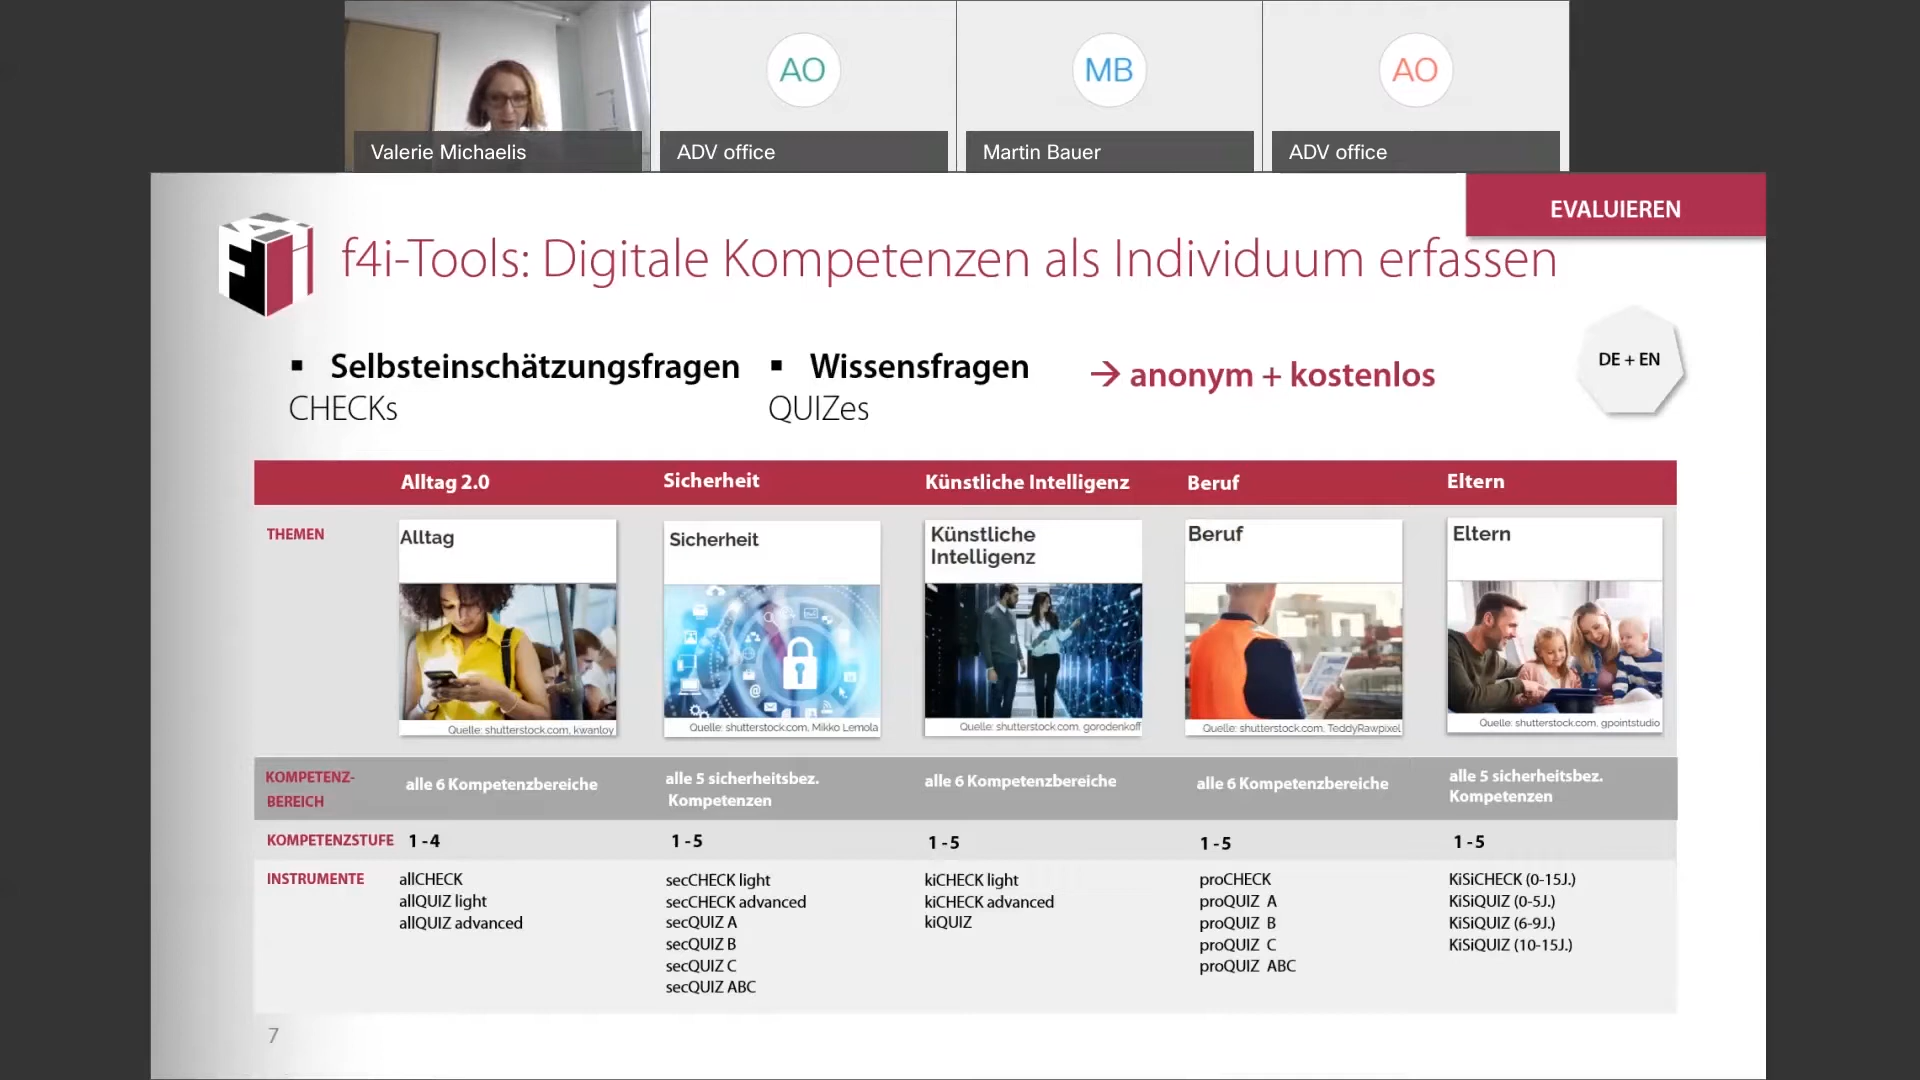 AO
MB
AO
Valerie Michaelis
ADV office
Martin Bauer
ADV office
EVALUIEREN
F4i
f4i-Tools: Digitale Kompetenzen als Individuum erfassen
▪ Selbsteinschätzungsfragen
CHECKs
▪ Wissensfragen
QUIZes
→ anonym + kostenlos
DE + EN
Alltag 2.0
Sicherheit
Künstliche Intelligenz
Beruf
Eltern
THEMEN
Alltag
Quelle: shutterstock.com, kwanloy
Sicherheit
Quelle: shutterstock.com, Mikko Lemola
Künstliche
Intelligenz
Quelle: shutterstock.com, gorodenkoff
Beruf
Quelle: shutterstock.com, TeddyRawpixel
Eltern
Quelle: shutterstock.com, gpointstudio
KOMPETENZ-
BEREICH
alle 6 Kompetenzbereiche
alle 5 sicherheitsbez.
Kompetenzen
alle 6 Kompetenzbereiche
alle 6 Kompetenzbereiche
alle 5 sicherheitsbez.
Kompetenzen
KOMPETENZSTUFE
1 - 4
1 - 5
1 - 5
1 - 5
1 - 5
INSTRUMENTE
allCHECK
allQUIZ light
allQUIZ advanced
secCHECK light
secCHECK advanced
secQUIZ A
secQUIZ B
secQUIZ C
secQUIZ ABC
kiCHECK light
kiCHECK advanced
kiQUIZ
proCHECK
proQUIZ A
proQUIZ B
proQUIZ C
proQUIZ ABC
KiSiCHECK (0-15J.)
KiSiQUIZ (0-5J.)
KiSiQUIZ (6-9J.)
KiSiQUIZ (10-15J.)
7